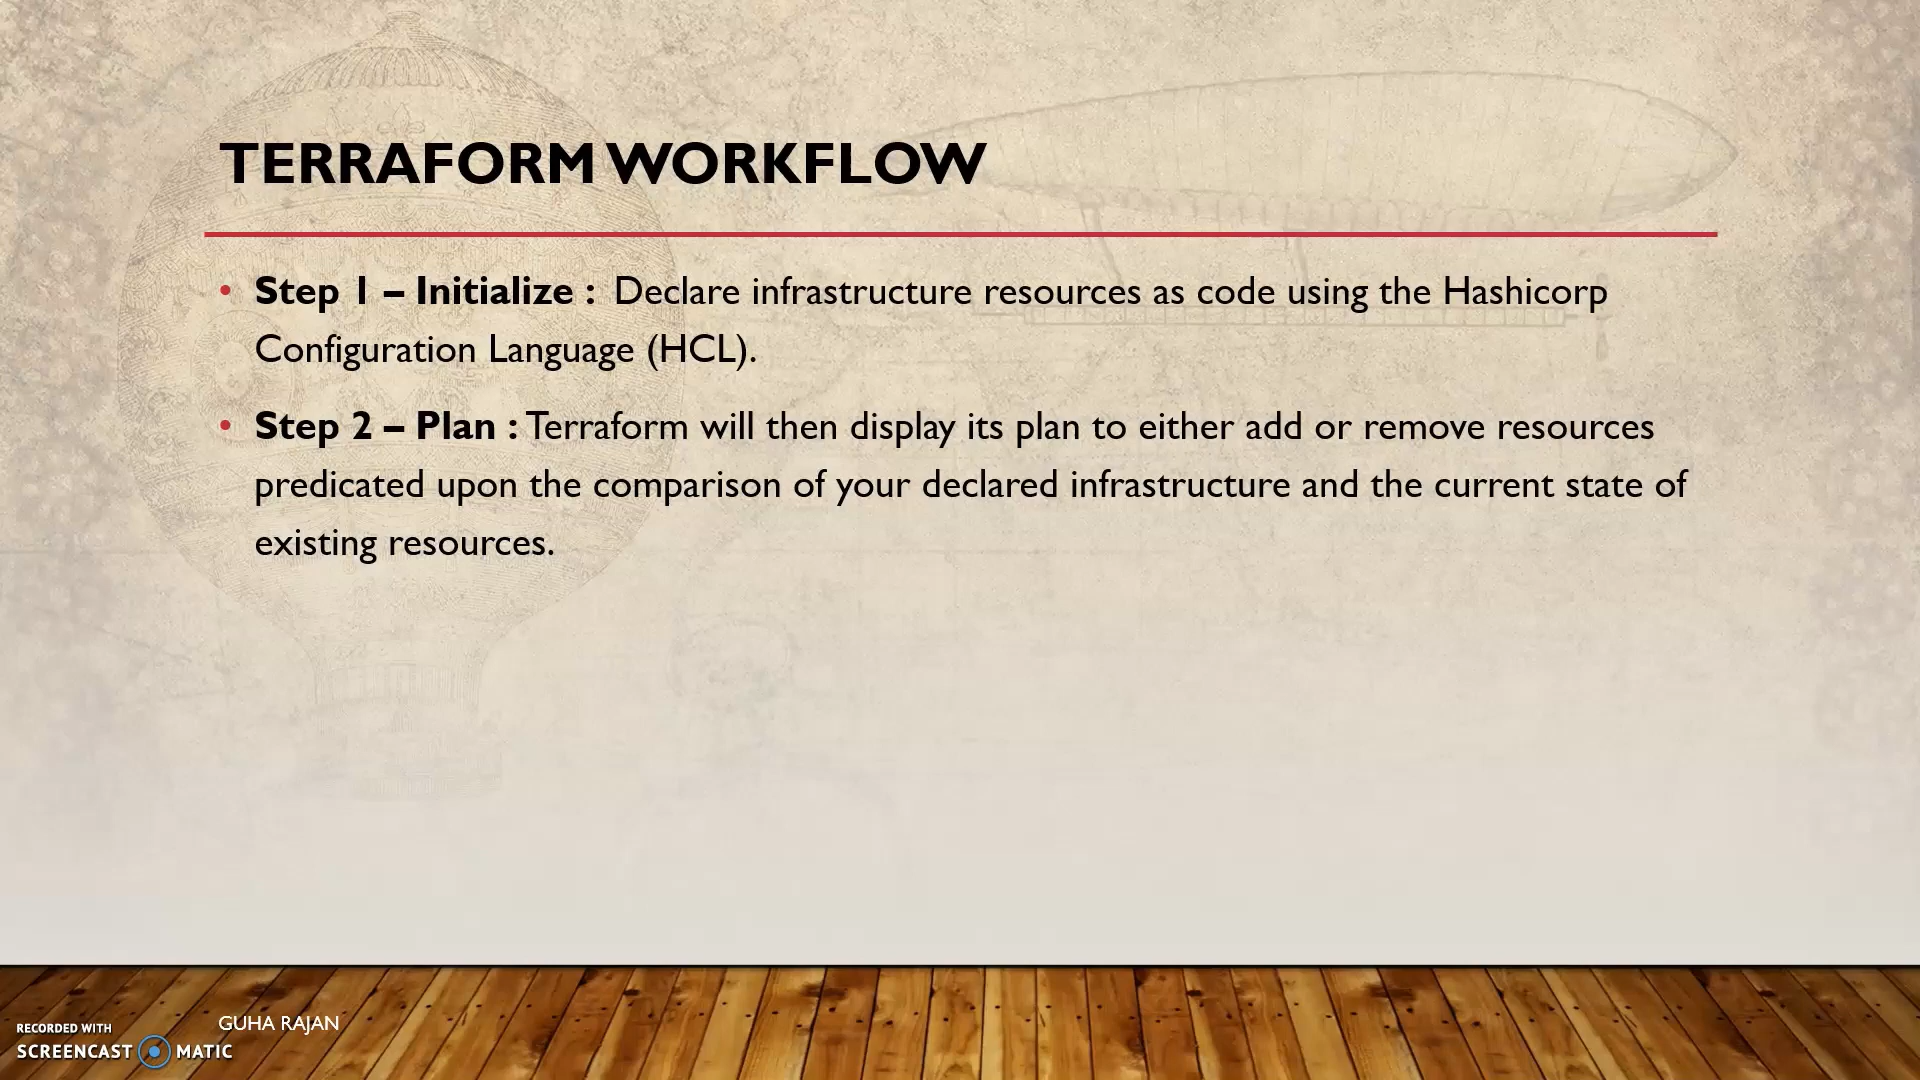 TERRAFORM WORKFLOW
• Step 1 – Initialize : Declare infrastructure resources as code using the Hashicorp
Configuration Language (HCL).
• Step 2 – Plan : Terraform will then display its plan to either add or remove resources
predicated upon the comparison of your declared infrastructure and the current state of
existing resources.
GUHA RAJAN
RECORDED WITH
SCREENCAST MATIC